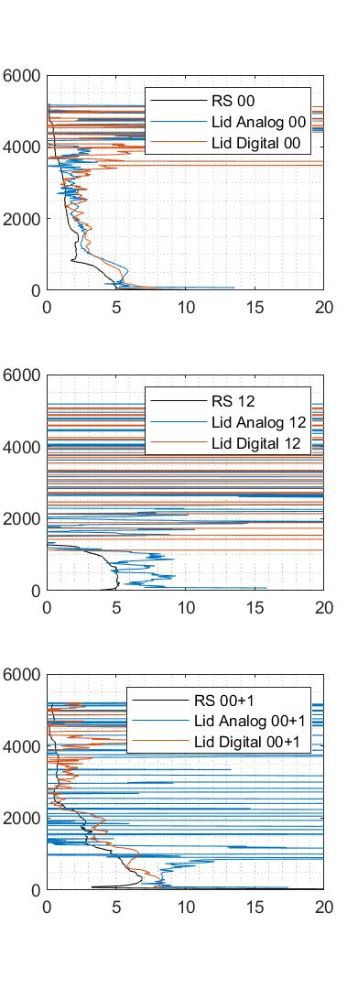 6000
4000
2000
0
RS 00
Lid Analog 00
Lid Digital 00
0 5 10 15 20
6000
4000
2000
0
RS 12
Lid Analog 12
Lid Digital 12
0 5 10 15 20
6000
4000
2000
0
RS 00+1
Lid Analog 00+1
Lid Digital 00+1
0 5 10 15 20